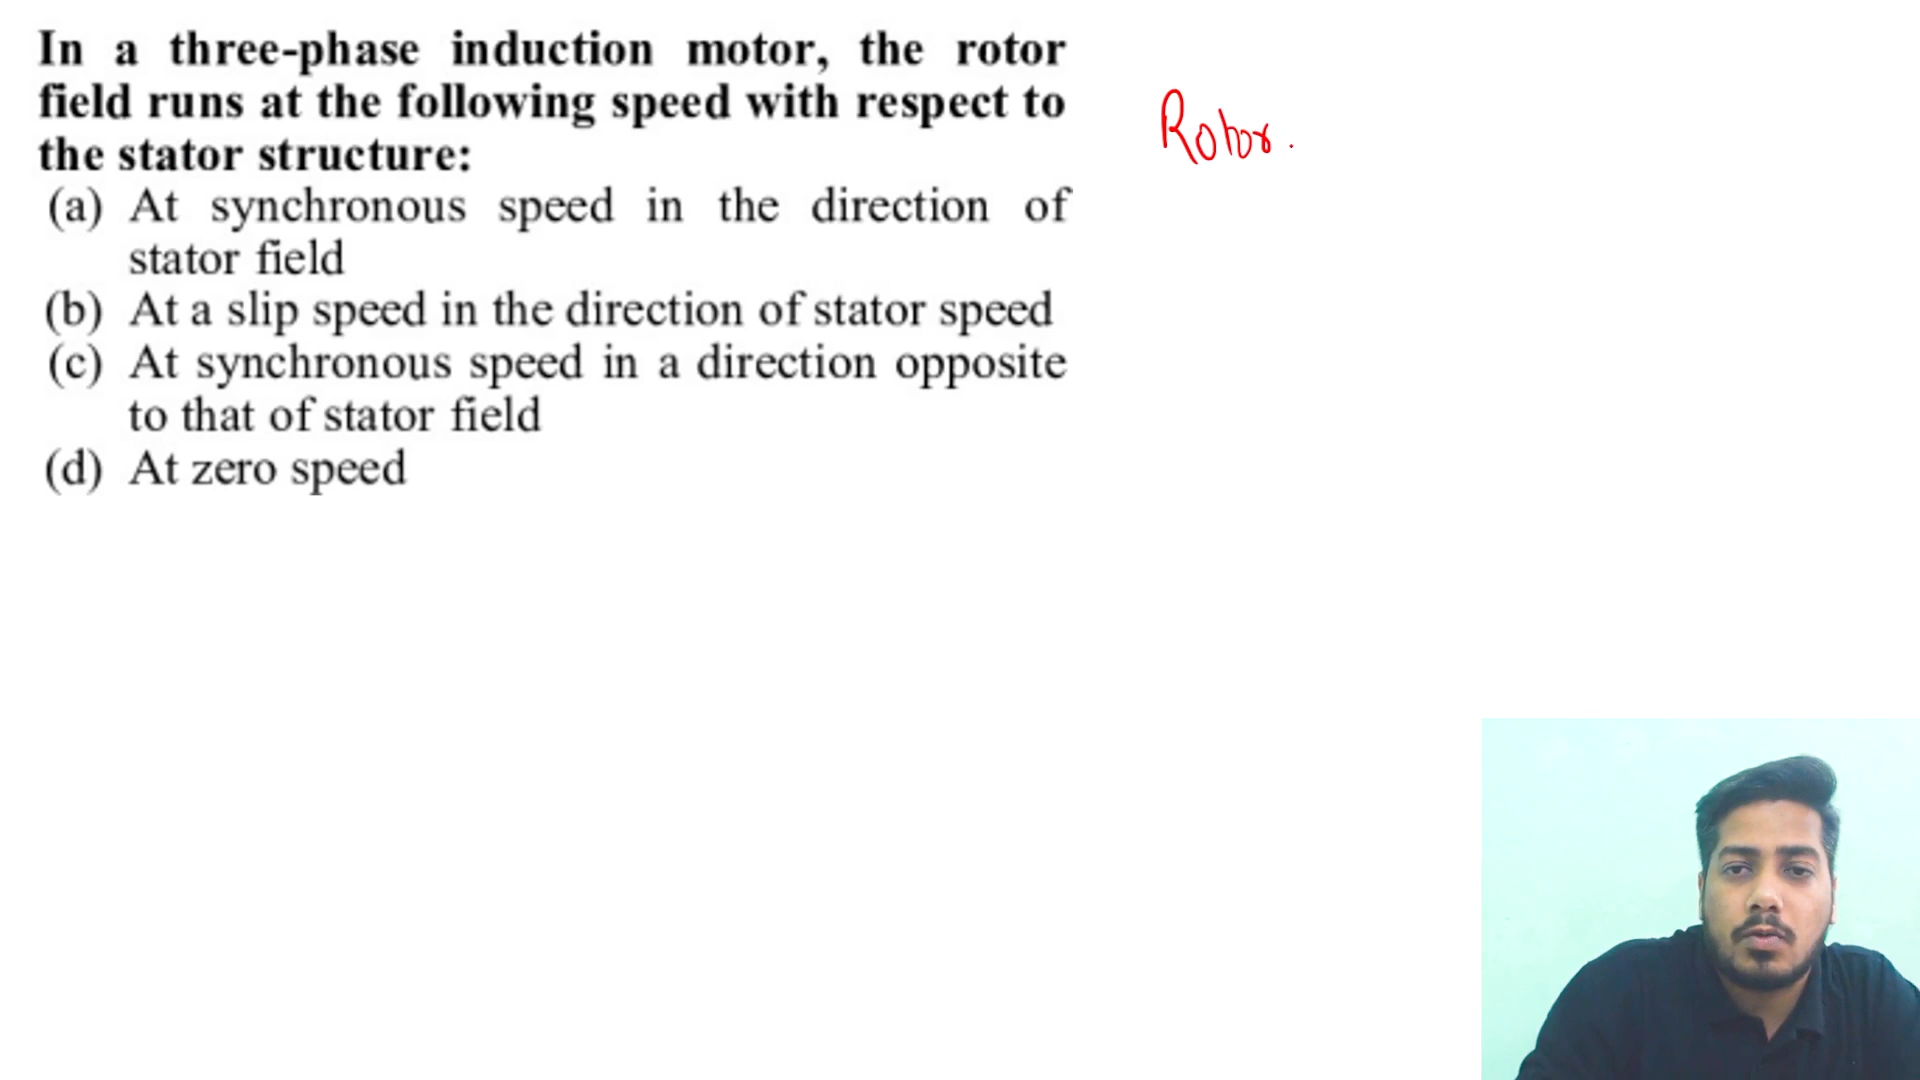 In a three-phase induction motor, the rotor
field runs at the following speed with respect to
the stator structure:
(a) At synchronous speed in the direction of
stator field
(b) At a slip speed in the direction of stator speed
(c) At synchronous speed in a direction opposite
to that of stator field
(d) At zero speed
Rotor.